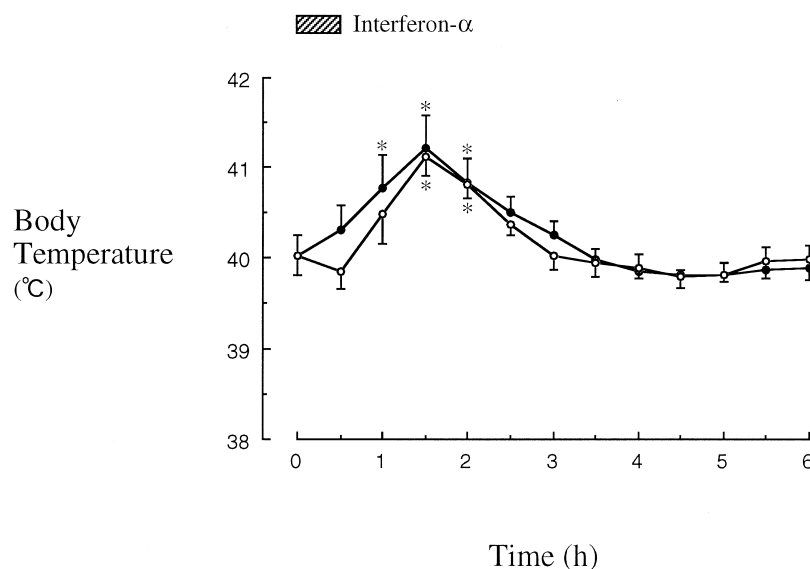 Interferon-α
42
*
*
*
41
*
*
Body
Temperature
(℃)
40
39
38
0 1 2 3 4 5 6
Time (h)